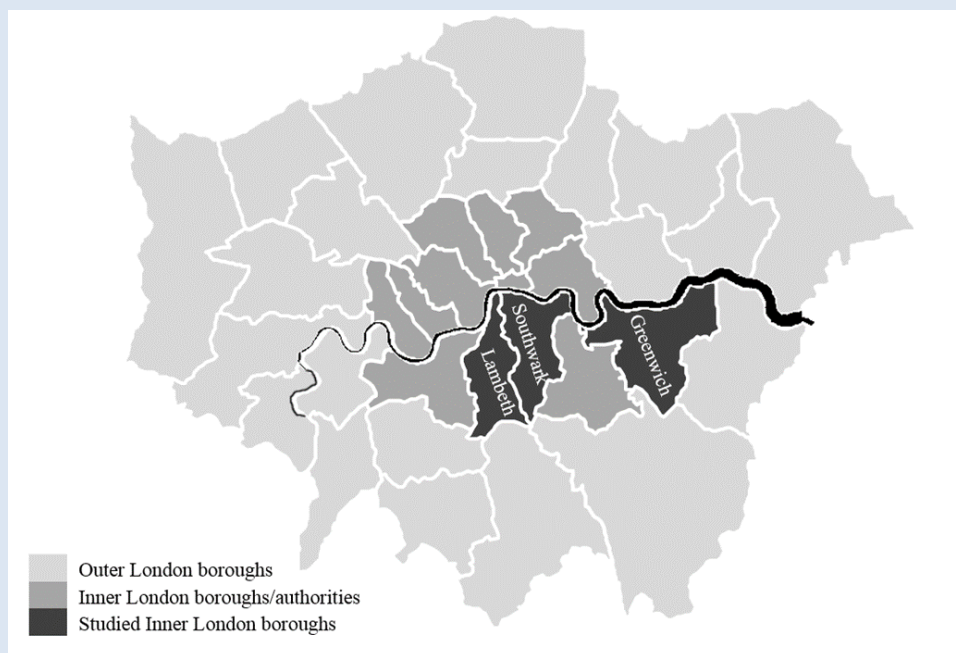 Lambeth
Southwark
Greenwich
Outer London boroughs
Inner London boroughs/authorities
Studied Inner London boroughs